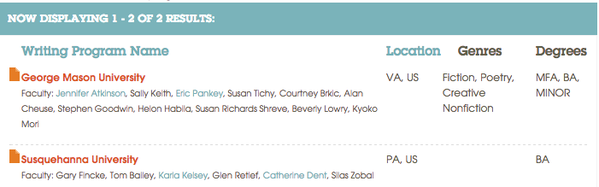 NOW DISPLAYING 1 - 2 OF 2 RESULTS:
Writing Program Name Location Genres Degrees
George Mason University VA, US Fiction, Poetry, MFA, BA,
Faculty: Jennifer Atkinson, Sally Keith, Eric Pankey, Susan Tichy, Courtney Brkic, Alan Creative MINOR
Cheuse, Stephen Goodwin, Helon Habila, Susan Richards Shreve, Beverly Lowry, Kyoko Nonfiction
Mori
Susquehanna University PA, US BA
Faculty: Gary Fincke, Tom Bailey, Karla Kelsey, Glen Retief, Catherine Dent, Silas Zobal